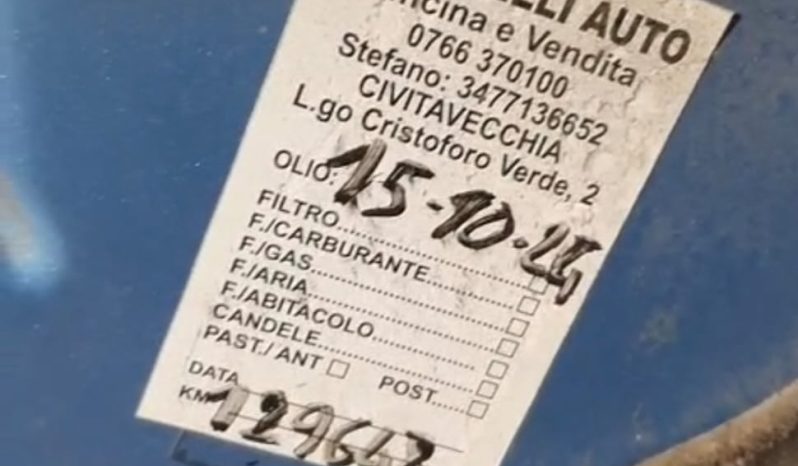 AUTO
e Vendita
0766 370100
Stefano: 3477136652
CIVITAVECCHIA
L.go Cristoforo Verde, 2
OLIO: 15-10-24
FILTRO
F./CARBURANTE
F./GAS
F./ARIA
F./ABITACOLO
CANDELE
PAST./ANT POST.
DATA
KM